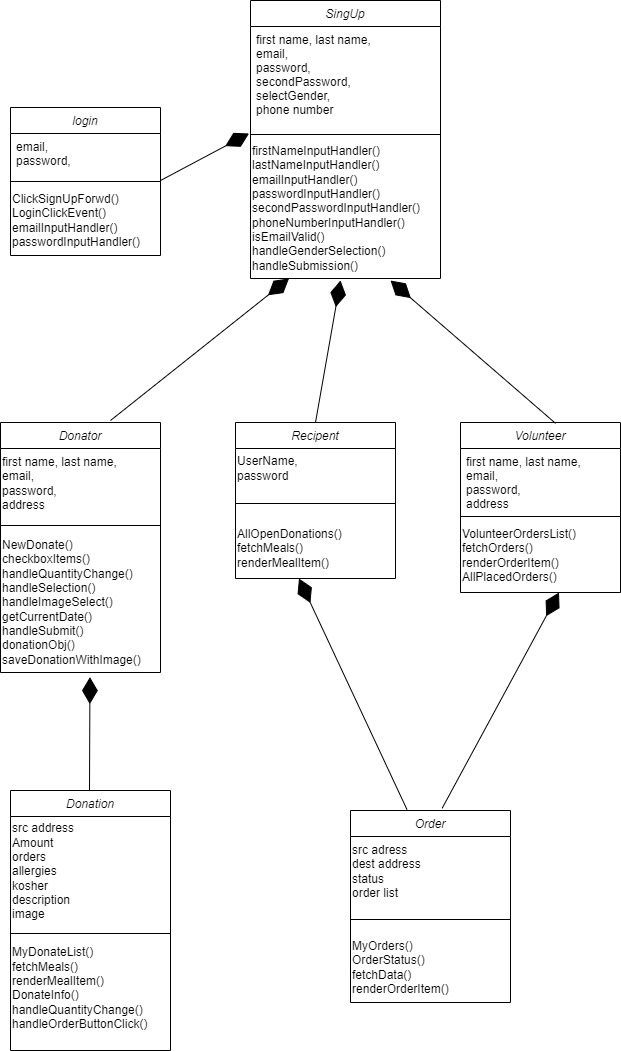 SingUp
first name, last name,
email,
password,
secondPassword,
selectGender,
phone number
firstNameInputHandler()
lastNameInputHandler()
emailInputHandler()
passwordInputHandler()
secondPasswordInputHandler()
phoneNumberInputHandler()
isEmailValid()
handleGenderSelection()
handleSubmission()
login
email,
password,
ClickSignUpForwd()
LoginClickEvent()
emailInputHandler()
passwordInputHandler()
Donator
first name, last name,
email,
password,
address
NewDonate()
checkboxItems()
handleQuantityChange()
handleSelection()
handleImageSelect()
getCurrentDate()
handleSubmit()
donationObj()
saveDonationWithImage()
Recipent
UserName,
password
AllOpenDonations()
fetchMeals()
renderMealItem()
Volunteer
first name, last name,
email,
password,
address
VolunteerOrdersList()
fetchOrders()
renderOrderItem()
AllPlacedOrders()
Donation
src address
Amount
orders
allergies
kosher
description
image
MyDonateList()
fetchMeals()
renderMealItem()
DonateInfo()
handleQuantityChange()
handleOrderButtonClick()
Order
src adress
dest address
status
order list
MyOrders()
OrderStatus()
fetchData()
renderOrderItem()